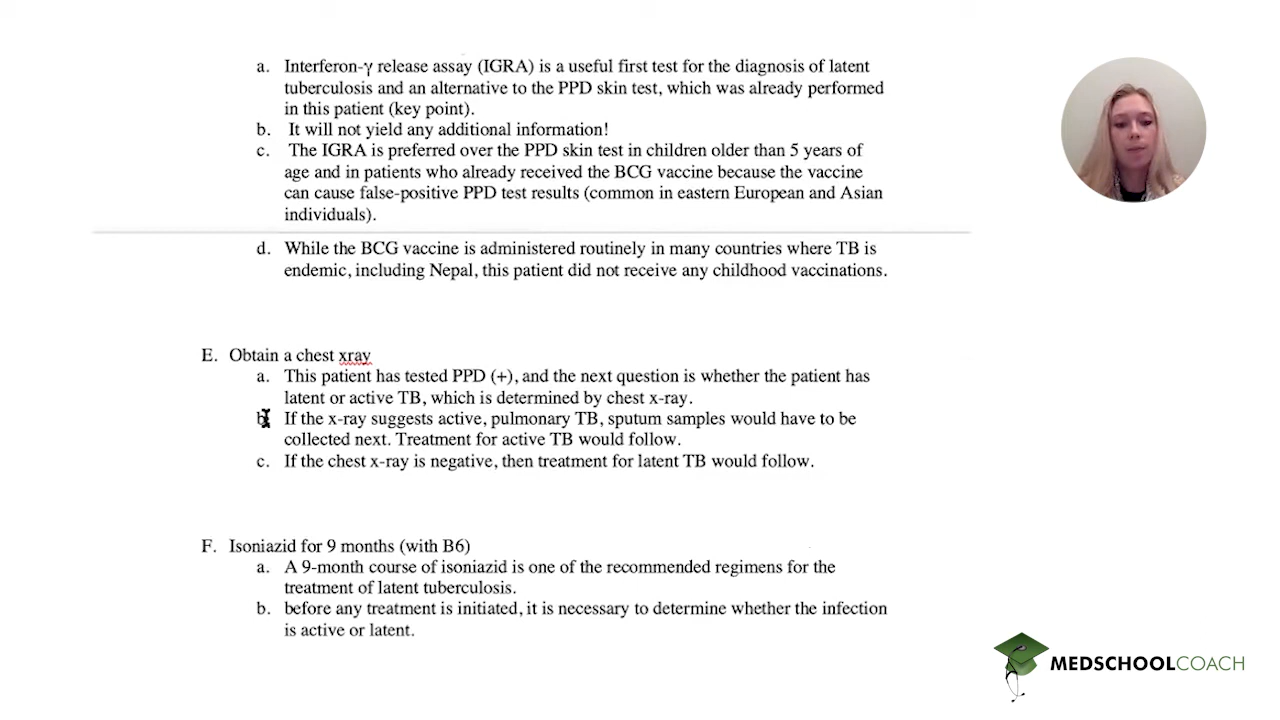 a. Interferon-γ release assay (IGRA) is a useful first test for the diagnosis of latent
tuberculosis and an alternative to the PPD skin test, which was already performed
in this patient (key point).
b. It will not yield any additional information!
c. The IGRA is preferred over the PPD skin test in children older than 5 years of
age and in patients who already received the BCG vaccine because the vaccine
can cause false-positive PPD test results (common in eastern European and Asian
individuals).
d. While the BCG vaccine is administered routinely in many countries where TB is
endemic, including Nepal, this patient did not receive any childhood vaccinations.
E. Obtain a chest xray
a. This patient has tested PPD (+), and the next question is whether the patient has
latent or active TB, which is determined by chest x-ray.
b. If the x-ray suggests active, pulmonary TB, sputum samples would have to be
collected next. Treatment for active TB would follow.
c. If the chest x-ray is negative, then treatment for latent TB would follow.
F. Isoniazid for 9 months (with B6)
a. A 9-month course of isoniazid is one of the recommended regimens for the
treatment of latent tuberculosis.
b. before any treatment is initiated, it is necessary to determine whether the infection
is active or latent.
MEDSCHOOLCOACH